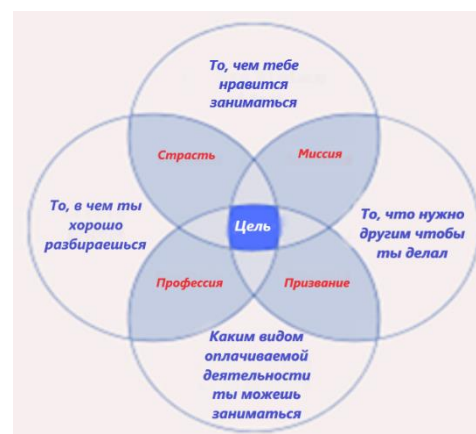 То, чем тебе
нравится
заниматься
Страсть
Миссия
То, в чем ты
хорошо
разбираешься
Цель
То, что нужно
другим чтобы
ты делал
Профессия
Призвание
Каким видом
оплачиваемой
деятельности
ты можешь
заниматься